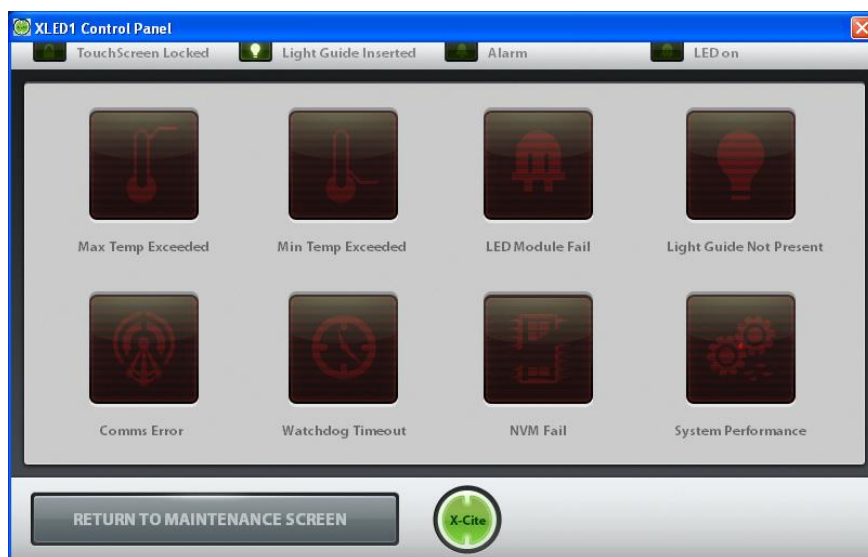 XLED1 Control Panel
TouchScreen Locked
Light Guide Inserted
Alarm
LED on
Max Temp Exceeded
Min Temp Exceeded
LED Module Fail
Light Guide Not Present
Comms Error
Watchdog Timeout
NVM Fail
System Performance
RETURN TO MAINTENANCE SCREEN
X-Cite